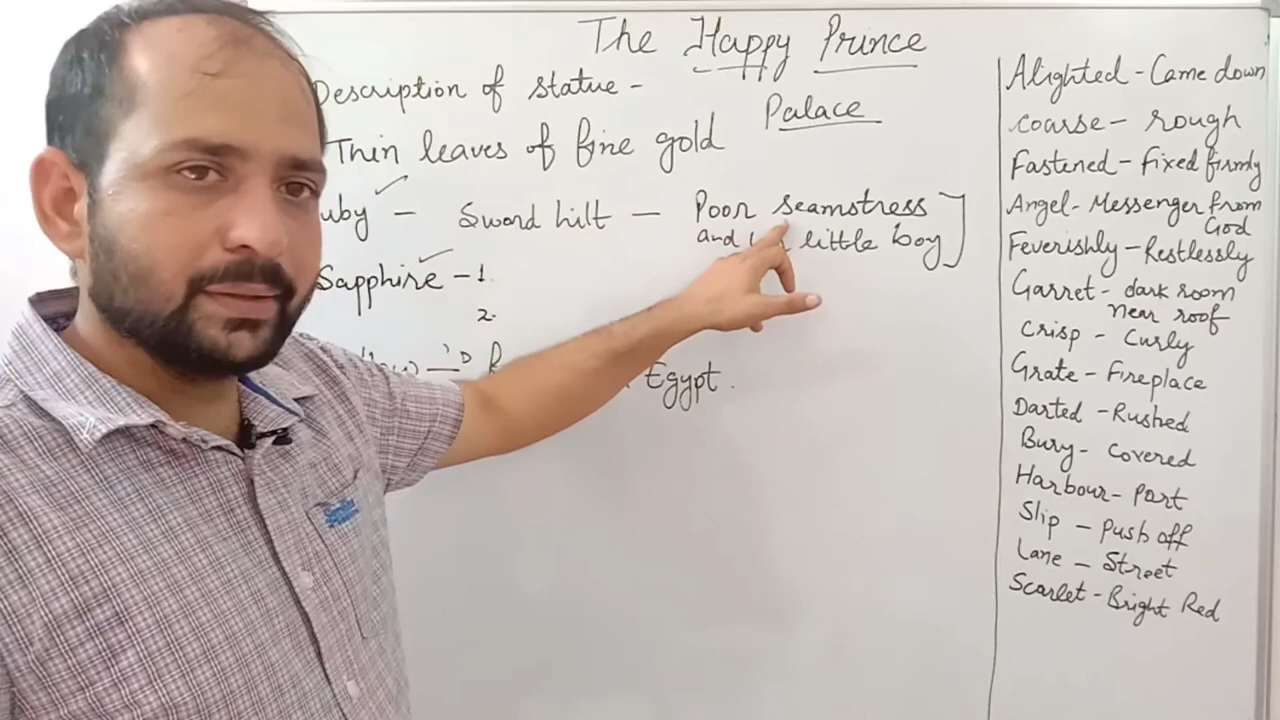 The Happy Prince
Description of statue -
Palace
Thin leaves of fine gold
uby - Sword hilt - Poor seamstress
and little boy
Sapphire - 1.
2.
Egypt.
Alighted - Came down
coarse - rough
Fastened - Fixed firmly
Angel - Messenger from
God
Feverishly - Restlessly
Garret - dark room
near roof
Crisp - Curly
Grate - Fireplace
Darted - Rushed
Bury - Covered
Harbour - Port
Slip - Push off
Lane - Street
Scarlet - Bright Red